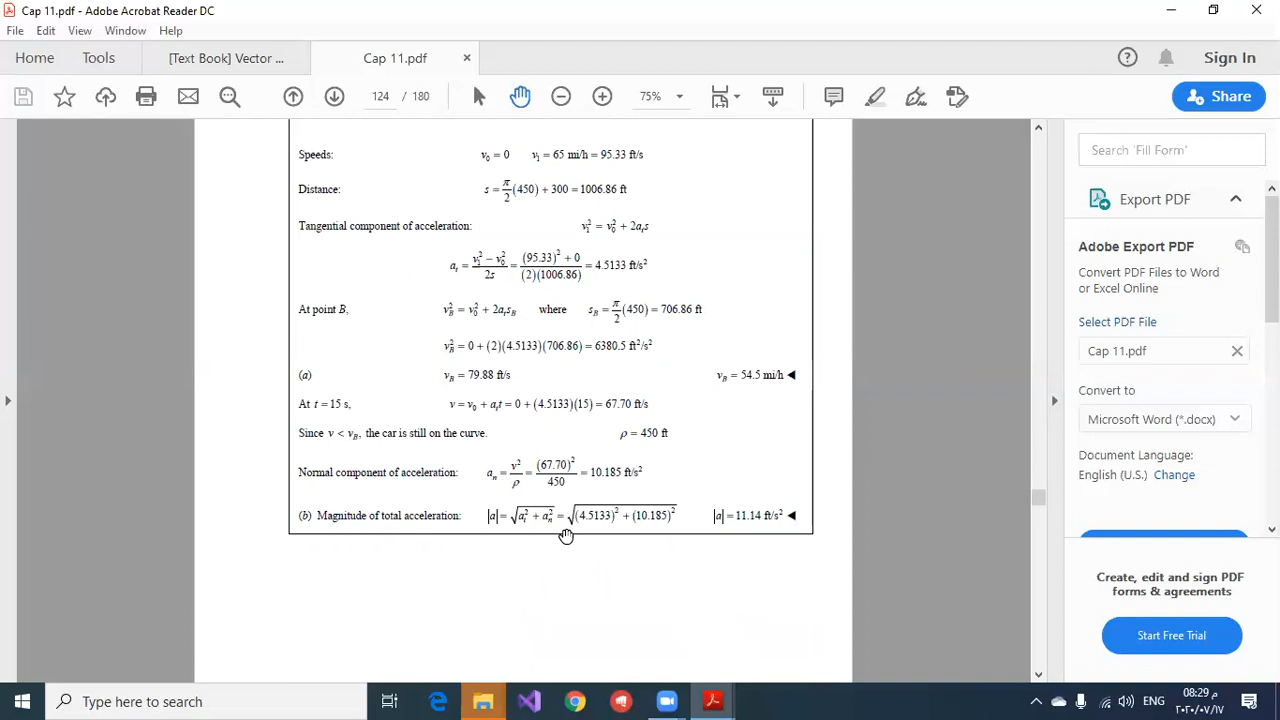 Cap 11.pdf - Adobe Acrobat Reader DC
File Edit View Window Help
Home Tools [Text Book] Vector ... Cap 11.pdf × Sign In
124 / 180 75% Share
Speeds: v₀ = 0 v₁ = 65 mi/h = 95.33 ft/s
Distance: s = π/2 (450) + 300 = 1006.86 ft
Tangential component of acceleration: v₁² = v₀² + 2aₜs
aₜ = (v₁² − v₀²)/2s = ((95.33)² + 0)/((2)(1006.86)) = 4.5133 ft/s²
At point B, v_B² = v₀² + 2aₜs_B where s_B = π/2 (450) = 706.86 ft
v_B² = 0 + (2)(4.5133)(706.86) = 6380.5 ft²/s²
(a) v_B = 79.88 ft/s v_B = 54.5 mi/h ◄
At t = 15 s, v = v₀ + aₜt = 0 + (4.5133)(15) = 67.70 ft/s
Since v < v_B, the car is still on the curve. ρ = 450 ft
Normal component of acceleration: aₙ = v²/ρ = (67.70)²/450 = 10.185 ft/s²
(b) Magnitude of total acceleration: |a| = √(aₜ² + aₙ²) = √((4.5133)² + (10.185)²) |a| = 11.14 ft/s² ◄
Search 'Fill Form'
Export PDF
Adobe Export PDF
Convert PDF Files to Word
or Excel Online
Select PDF File
Cap 11.pdf ×
Convert to
Microsoft Word (*.docx)
Document Language:
English (U.S.) Change
Create, edit and sign PDF
forms & agreements
Start Free Trial
Type here to search
ENG
08:29 م
٢٠٢٠/٠٧/١٧